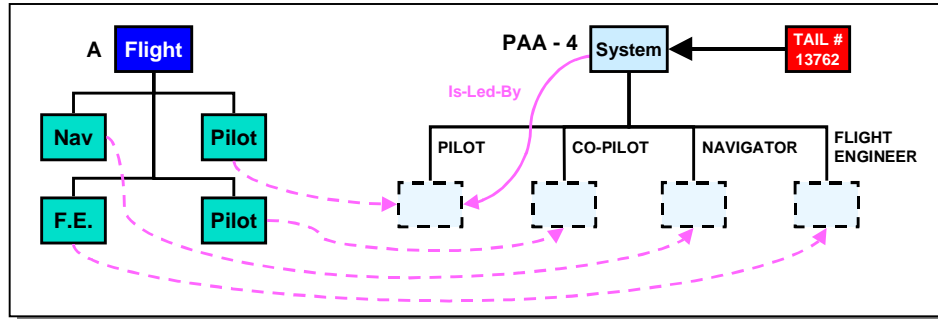 A
Flight
PAA - 4
System
TAIL #
13762
Is-Led-By
Nav
Pilot
PILOT
CO-PILOT
NAVIGATOR
FLIGHT
ENGINEER
F.E.
Pilot